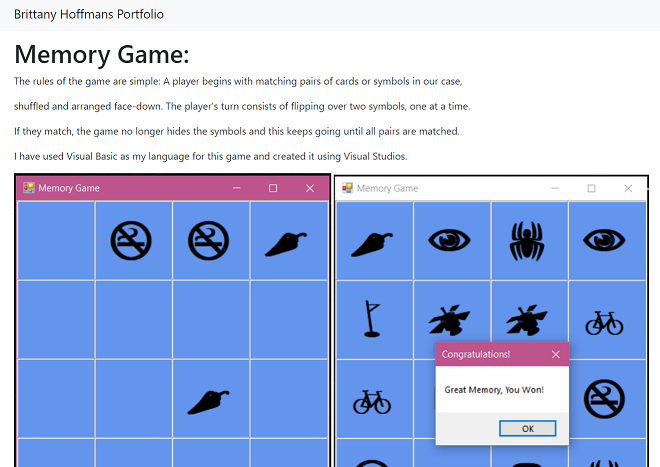 Brittany Hoffmans Portfolio
Memory Game:
The rules of the game are simple: A player begins with matching pairs of cards or symbols in our case,
shuffled and arranged face-down. The player's turn consists of flipping over two symbols, one at a time.
If they match, the game no longer hides the symbols and this keeps going until all pairs are matched.
I have used Visual Basic as my language for this game and created it using Visual Studios.
Memory Game
Memory Game
Congratulations!
Great Memory, You Won!
OK